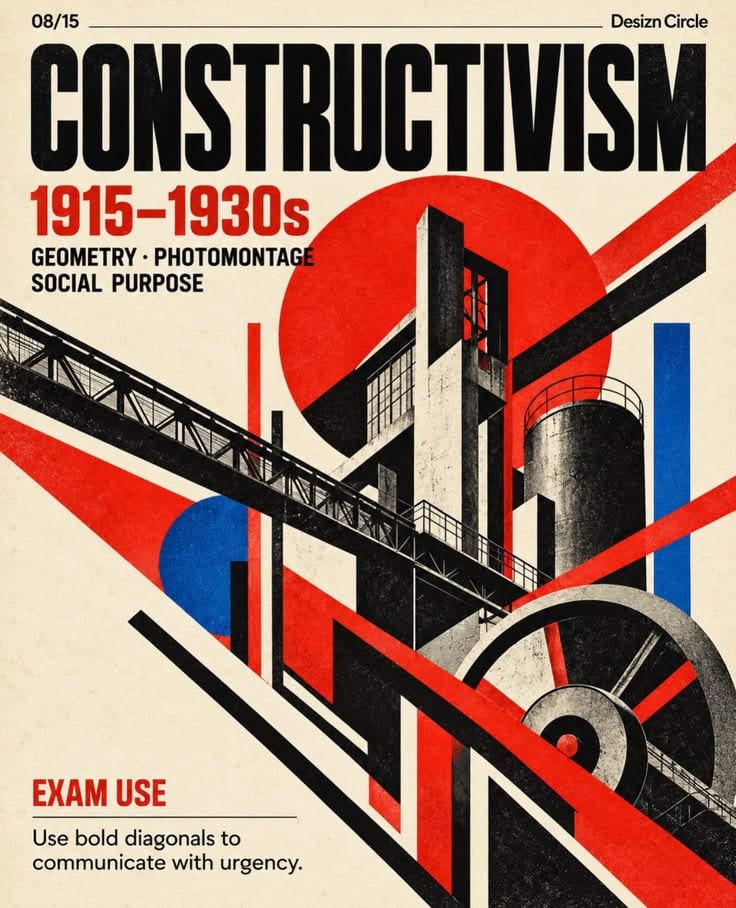 08/15
Desizn Circle
CONSTRUCTIVISM
1915–1930s
GEOMETRY · PHOTOMONTAGE
SOCIAL PURPOSE
EXAM USE
Use bold diagonals to
communicate with urgency.